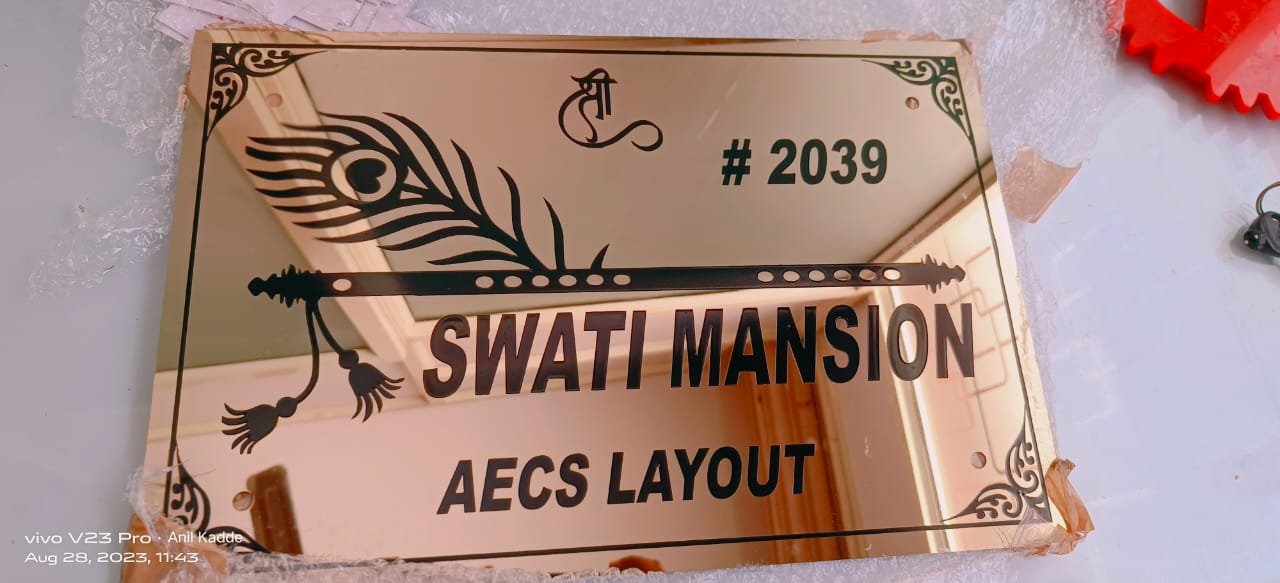 श्री
# 2039
SWATI MANSION
AECS LAYOUT
vivo V23 Pro · Anil Kadde
Aug 28, 2023, 11:43